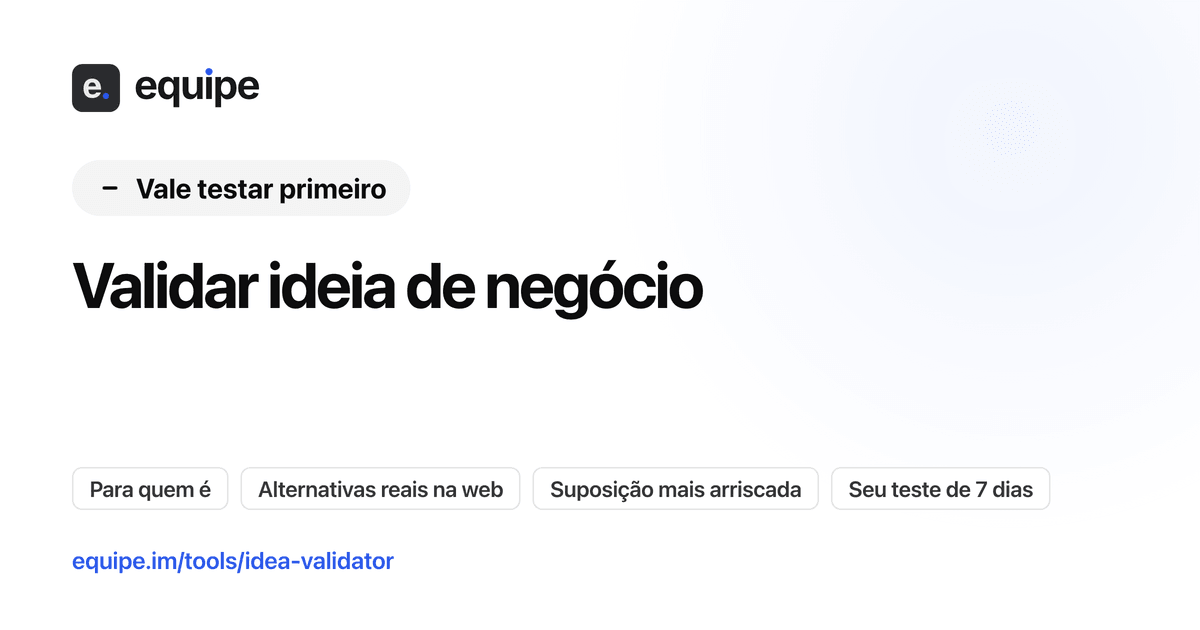 e.
equipe
– Vale testar primeiro
Validar ideia de negócio
Para quem é
Alternativas reais na web
Suposição mais arriscada
Seu teste de 7 dias
equipe.im/tools/idea-validator